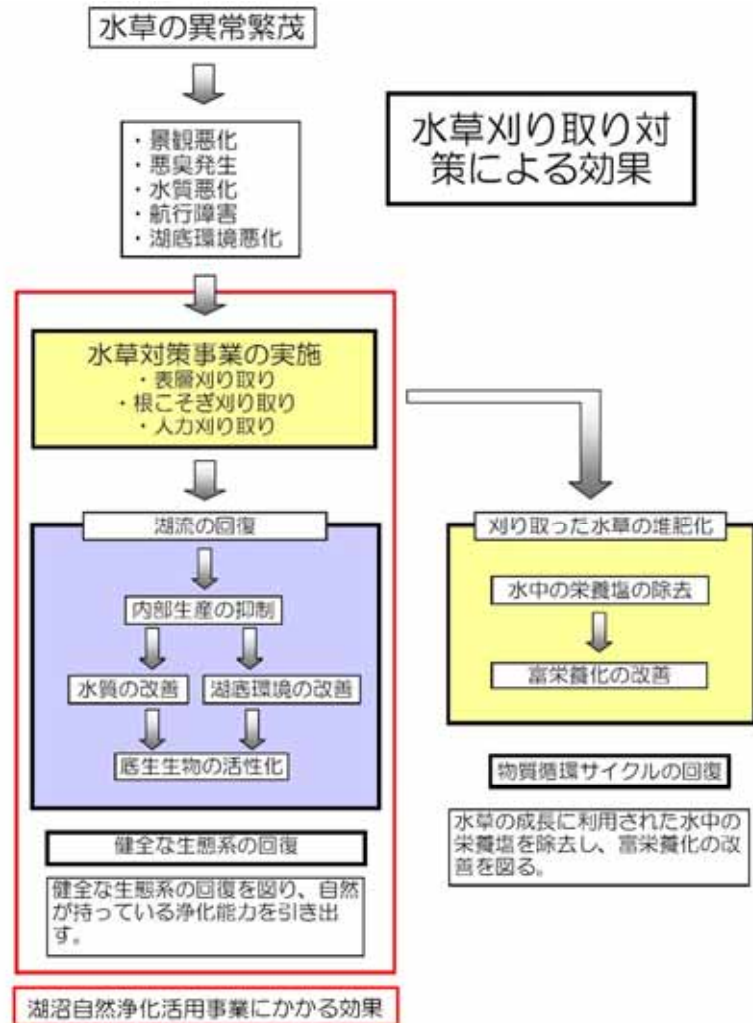 水草の異常繁茂
水草刈り取り対
策による効果
・景観悪化
・悪臭発生
・水質悪化
・航行障害
・湖底環境悪化
水草対策事業の実施
・表層刈り取り
・根こそぎ刈り取り
・人力刈り取り
湖流の回復
内部生産の抑制
水質の改善
湖底環境の改善
底生生物の活性化
健全な生態系の回復
健全な生態系の回復を図り、自然
が持っている浄化能力を引き出
す。
湖沼自然浄化活用事業にかかる効果
刈り取った水草の堆肥化
水中の栄養塩の除去
富栄養化の改善
物質循環サイクルの回復
水草の成長に利用された水中の
栄養塩を除去し、富栄養化の改
善を図る。